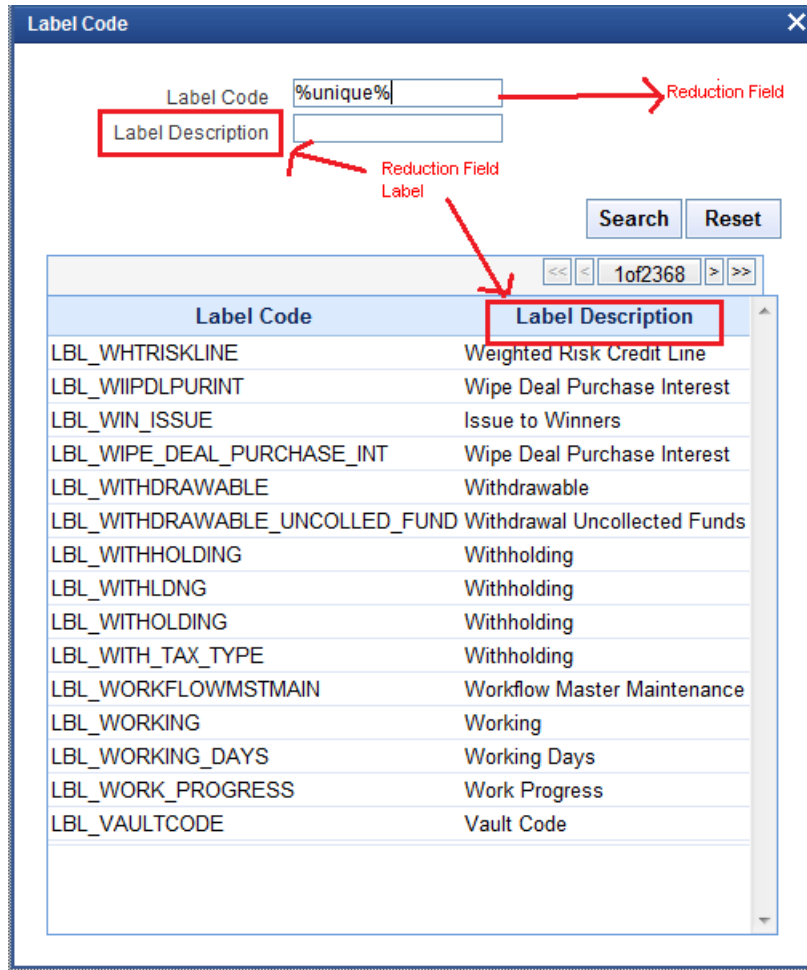 Label Code
Label Code %unique% Reduction Field
Label Description
Reduction Field
Label
Search Reset
<< < 1of2368 > >>
Label Code Label Description
LBL_WHTRISKLINE Weighted Risk Credit Line
LBL_WIIPDLPURINT Wipe Deal Purchase Interest
LBL_WIN_ISSUE Issue to Winners
LBL_WIPE_DEAL_PURCHASE_INT Wipe Deal Purchase Interest
LBL_WITHDRAWABLE Withdrawable
LBL_WITHDRAWABLE_UNCOLLED_FUND Withdrawal Uncollected Funds
LBL_WITHHOLDING Withholding
LBL_WITHLDNG Withholding
LBL_WITHOLDING Withholding
LBL_WITH_TAX_TYPE Withholding
LBL_WORKFLOWMSTMAIN Workflow Master Maintenance
LBL_WORKING Working
LBL_WORKING_DAYS Working Days
LBL_WORK_PROGRESS Work Progress
LBL_VAULTCODE Vault Code